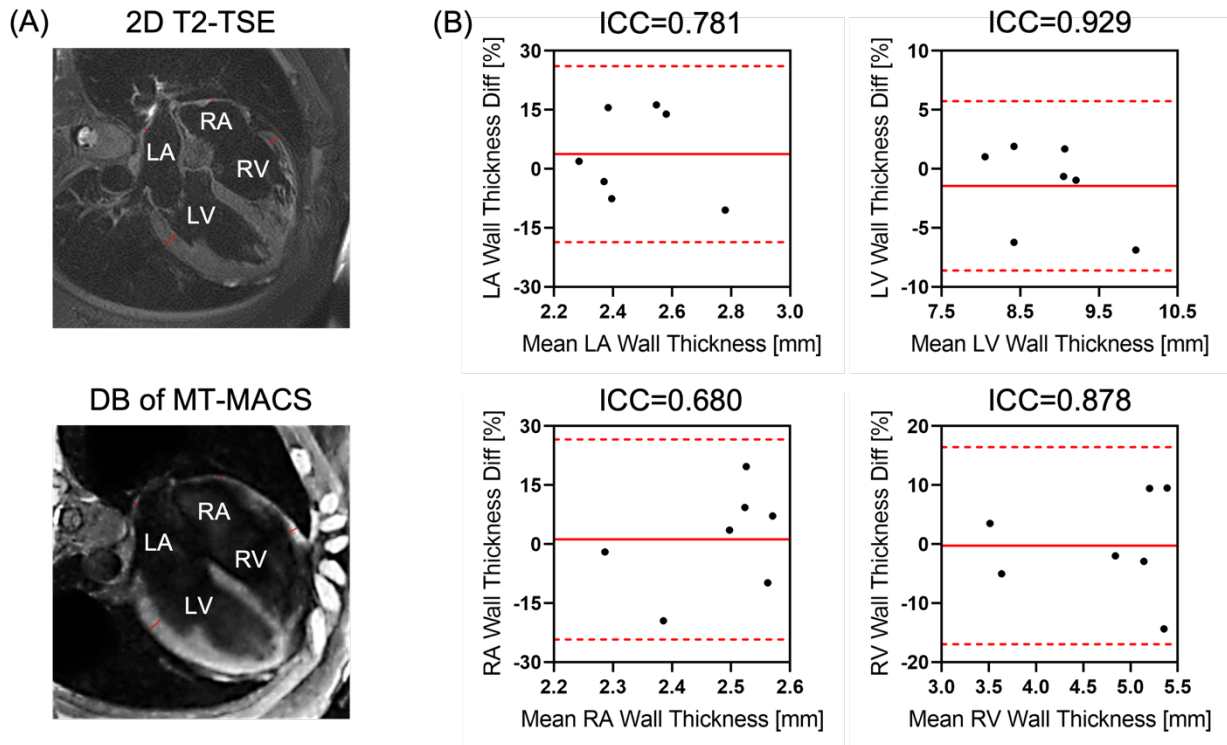 (A)
2D T2-TSE
RA
LA
RV
LV
DB of MT-MACS
RA
LA
RV
LV
(B)
ICC=0.781
LA Wall Thickness Diff [%]
30
15
0
-15
-30
2.2 2.4 2.6 2.8 3.0
Mean LA Wall Thickness [mm]
ICC=0.929
LV Wall Thickness Diff [%]
10
5
0
-5
-10
7.5 8.5 9.5 10.5
Mean LV Wall Thickness [mm]
ICC=0.680
RA Wall Thickness Diff [%]
30
15
0
-15
-30
2.2 2.3 2.4 2.5 2.6
Mean RA Wall Thickness [mm]
ICC=0.878
RV Wall Thickness Diff [%]
20
10
0
-10
-20
3.0 3.5 4.0 4.5 5.0 5.5
Mean RV Wall Thickness [mm]